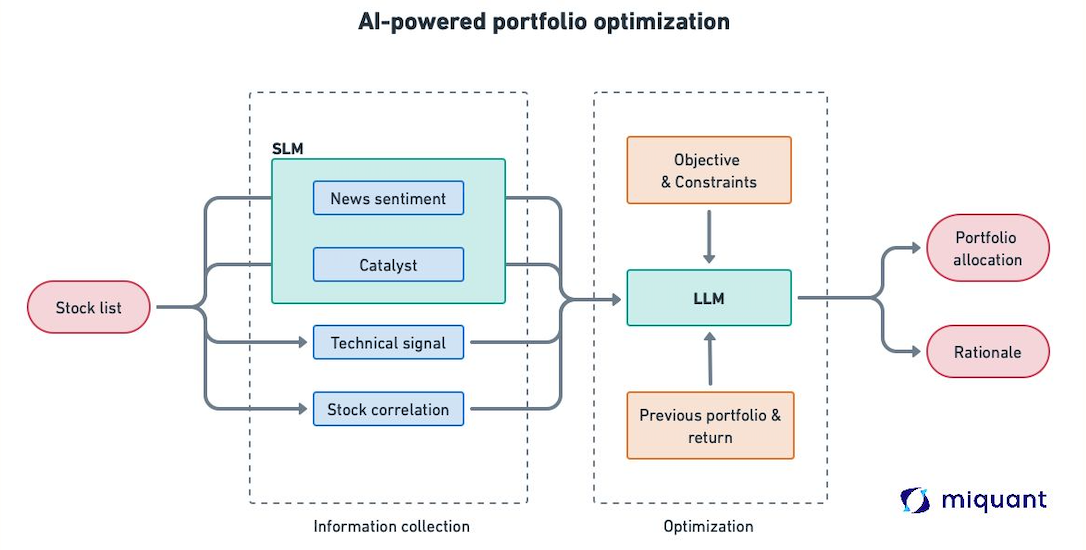 AI-powered portfolio optimization
SLM
News sentiment
Catalyst
Stock list
Technical signal
Stock correlation
Information collection
Objective
& Constraints
LLM
Previous portfolio &
return
Optimization
Portfolio
allocation
Rationale
miquant